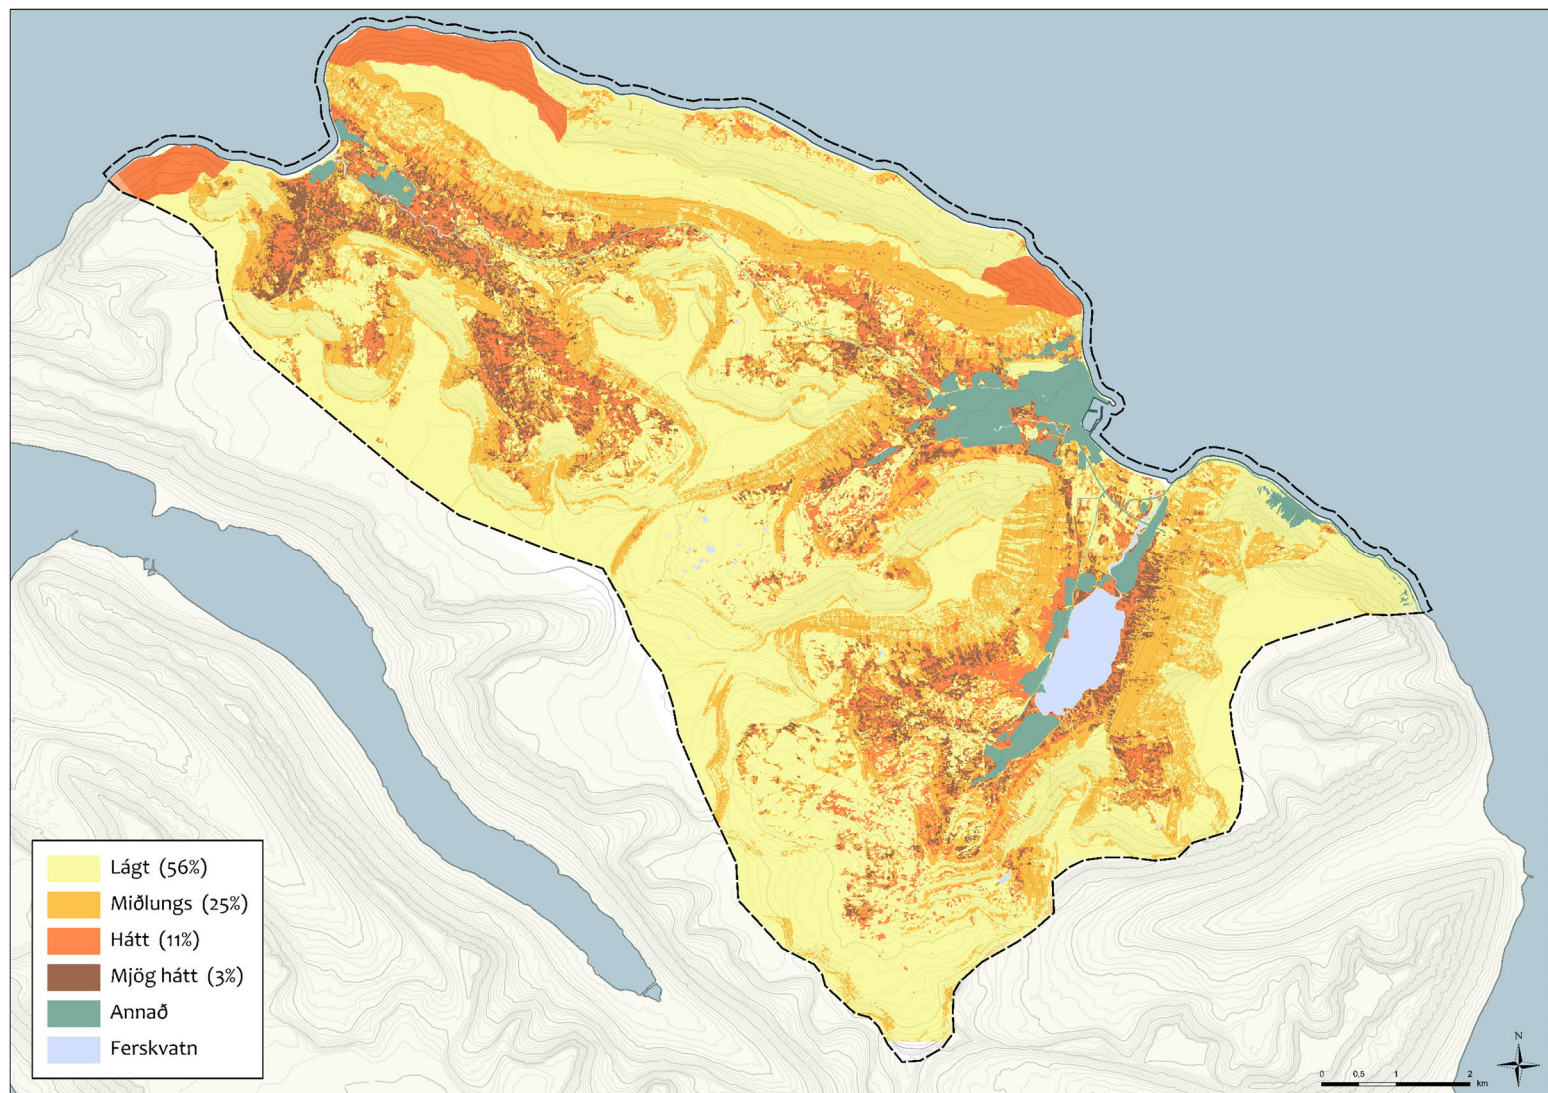 Lágt (56%)
Miðlungs (25%)
Hátt (11%)
Mjög hátt (3%)
Annað
Ferskvatn
N
0 0,5 1 2
km